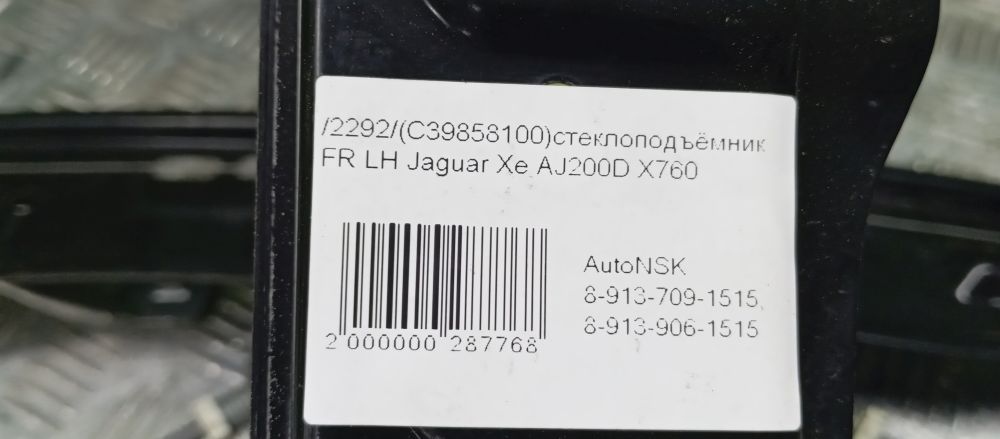 /2292/(C39858100)стеклоподъёмник
FR LH Jaguar Xe AJ200D X760
AutoNSK
8-913-709-1515,
8-913-906-1515
2 000000 287768